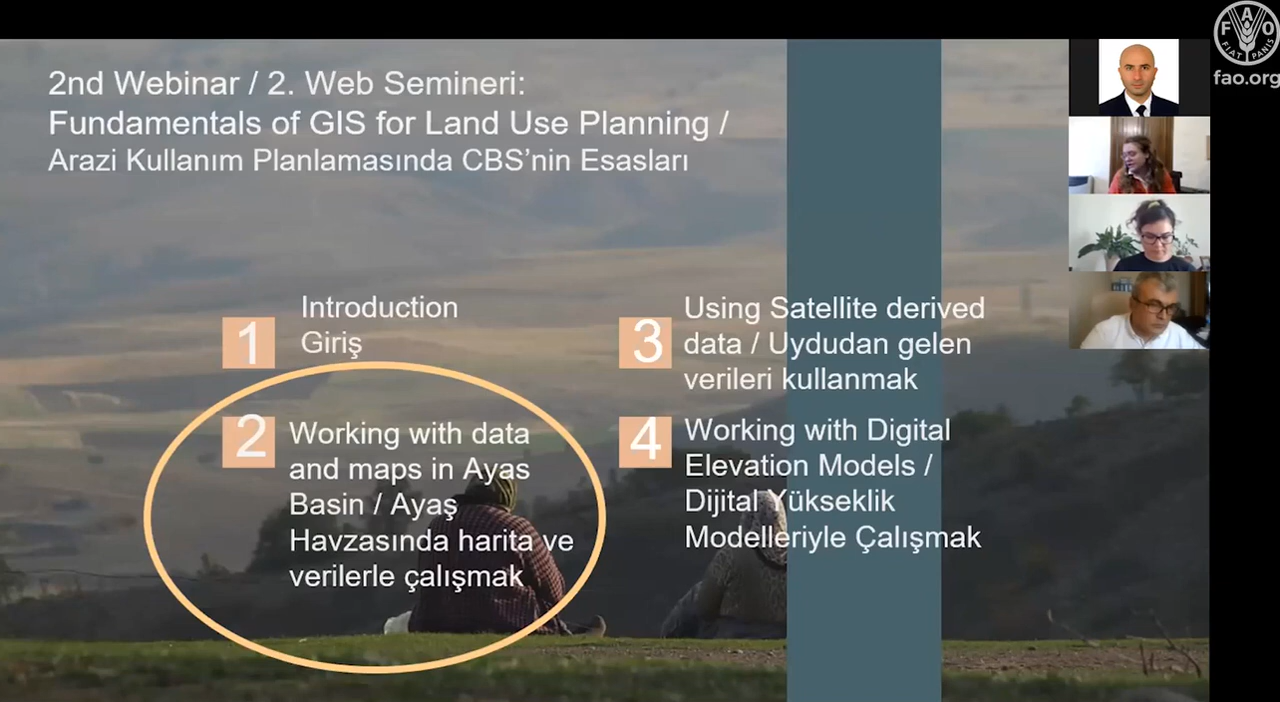 2nd Webinar / 2. Web Semineri:
Fundamentals of GIS for Land Use Planning /
Arazi Kullanım Planlamasında CBS’nin Esasları
1
Introduction
Giriş
2
Working with data
and maps in Ayas
Basin / Ayaş
Havzasında harita ve
verilerle çalışmak
3
Using Satellite derived
data / Uydudan gelen
verileri kullanmak
4
Working with Digital
Elevation Models /
Dijital Yükseklik
Modelleriyle Çalışmak
F A O
FIAT PANIS
fao.org